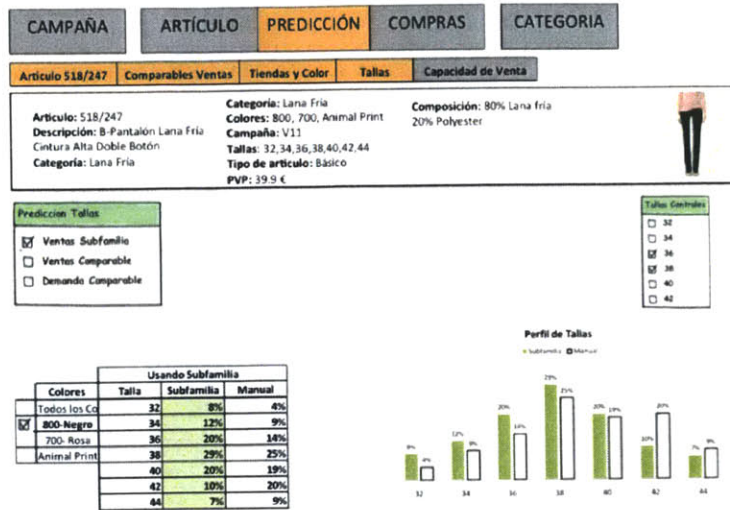 CAMPAÑA ARTÍCULO PREDICCIÓN COMPRAS CATEGORIA
Artículo 518/247 Comparables Ventas Tiendas y Color Tallas Capacidad de Venta
Artículo: 518/247
Descripción: B-Pantalón Lana Fría
Cintura Alta Doble Botón
Categoría: Lana Fría
Categoría: Lana Fria
Colores: 800, 700, Animal Print
Campaña: V11
Tallas: 32,34,36,38,40,42,44
Tipo de artículo: Básico
PVP: 39.9 €
Composición: 80% Lana fría
20% Polyester
Prediccion Tallas
Ventas Subfamilia
Ventas Comparable
Demanda Comparable
Tallas Centrales
32
34
36
38
40
42
Usando Subfamilia
Colores Talla Subfamilia Manual
Todos los Co 32 8% 4%
800-Negro 34 12% 9%
700- Rosa 36 20% 14%
Animal Print 38 29% 25%
40 20% 19%
42 10% 20%
44 7% 9%
Perfil de Tallas
Subfamilia Manual
8% 4% 12% 9% 20% 14% 29% 25% 20% 19% 10% 20% 7% 9%
32 34 36 38 40 42 44